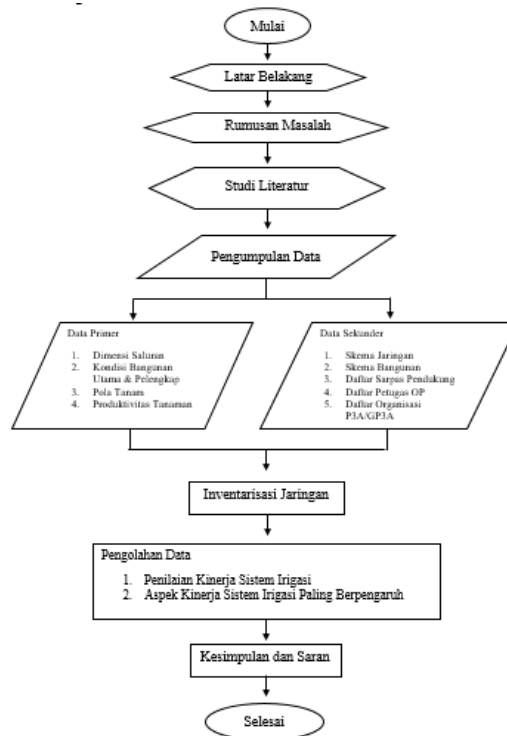 Mulai
Latar Belakang
Rumusan Masalah
Studi Literatur
Pengumpulan Data
Data Primer
1. Dimensi Saluran
2. Kondisi Bangunan
Utama & Pelengkap
3. Pola Tanam
4. Produktivitas Tanaman
Data Sekunder
1. Skema Jaringan
2. Skema Bangunan
3. Daftar Sarpas Pendukung
4. Daftar Petugas OP
5. Daftar Organisasi
P3A/GP3A
Inventarisasi Jaringan
Pengolahan Data
1. Penilaian Kinerja Sistem Irigasi
2. Aspek Kinerja Sistem Irigasi Paling Berpengaruh
Kesimpulan dan Saran
Selesai